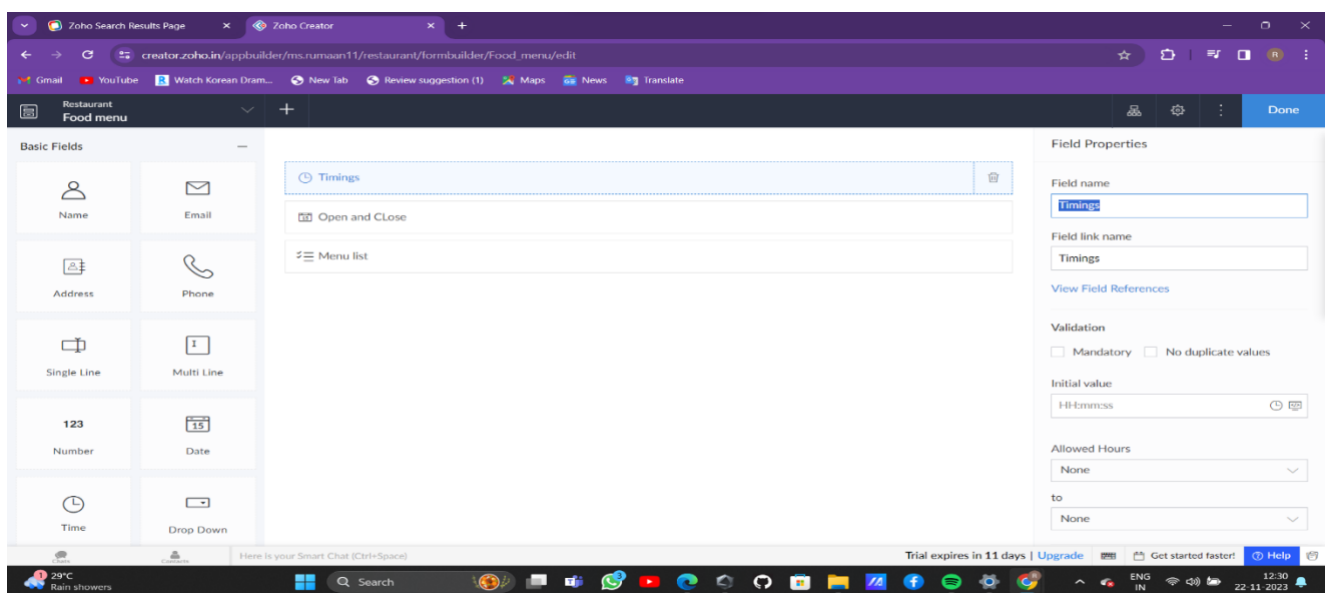 Zoho Search Results Page
Zoho Creator
creator.zoho.in/appbuilder/ms.rumaan11/restaurant/formbuilder/Food_menu/edit
R
Gmail YouTube Watch Korean Dram... New Tab Review suggestion (1) Maps News Translate
Restaurant
Food menu
Done
Basic Fields
Name Email
Address Phone
Single Line Multi Line
123 15
Number Date
Time Drop Down
Timings
Open and CLose
Menu list
Field Properties
Field name
Timings
Field link name
Timings
View Field References
Validation
Mandatory No duplicate values
Initial value
HH:mm:ss
Allowed Hours
None
to
None
Chats Contacts Here is your Smart Chat (Ctrl+Space) Trial expires in 11 days | Upgrade Get started faster! Help
1 29°C
Rain showers
Search
ENG
IN
12:30
22-11-2023